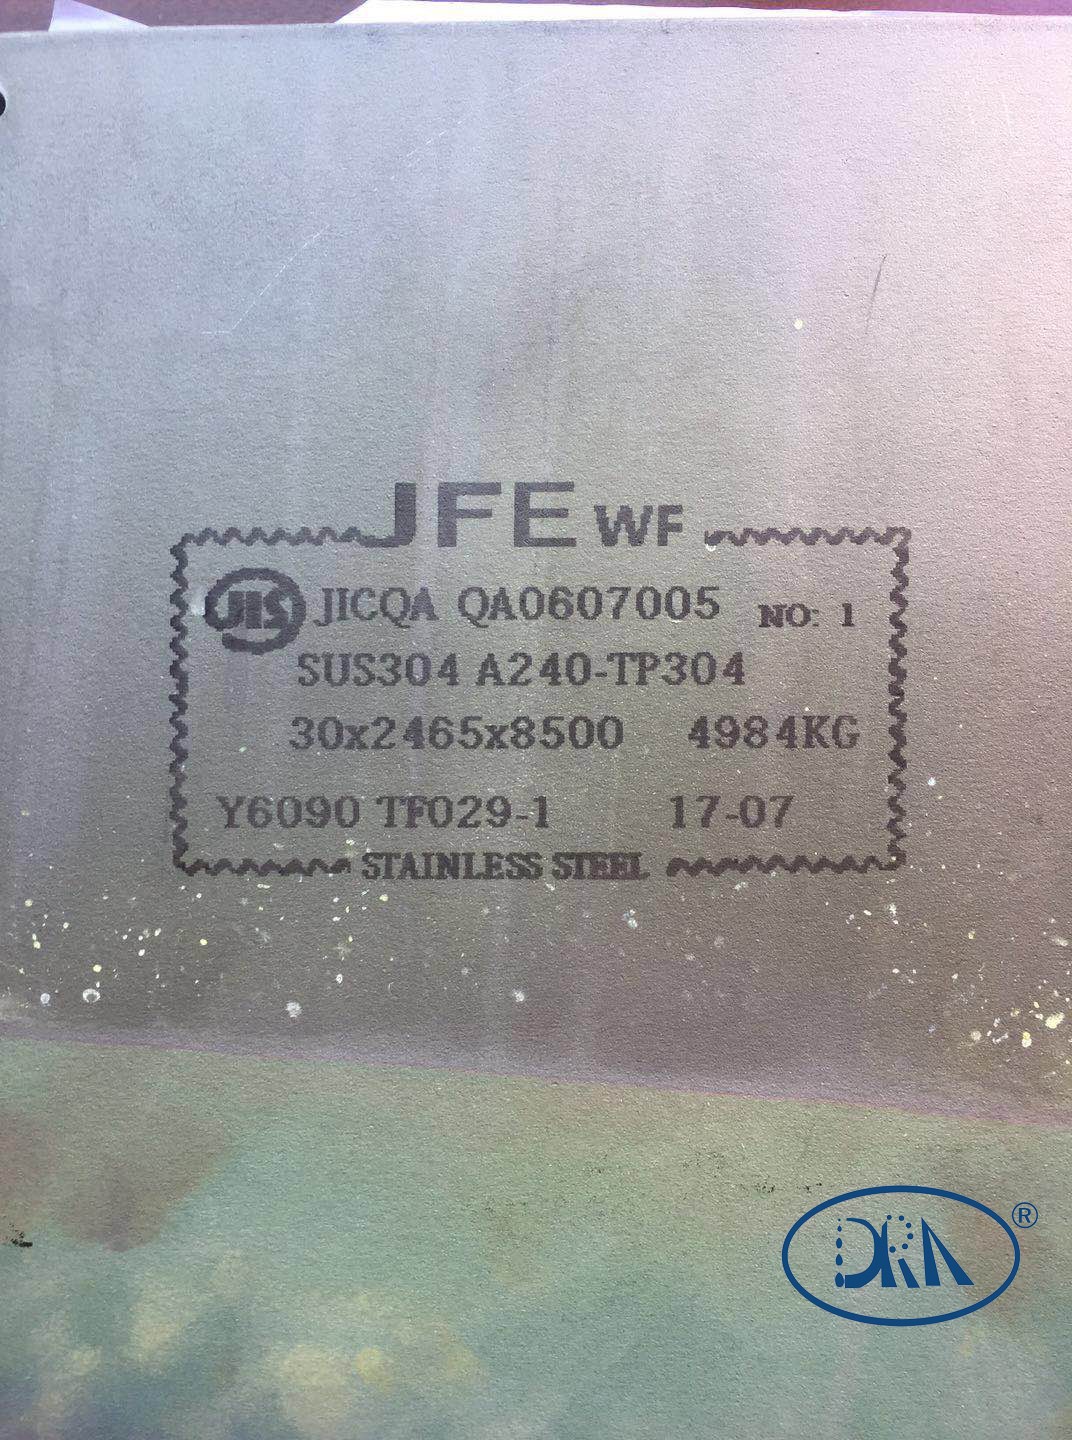 JFE WF
JIS JICQA QA0607005 NO: 1
SUS304 A240-TP304
30x2465x8500 4984KG
Y6090 TF029-1 17-07
STAINLESS STEEL
DRA ®